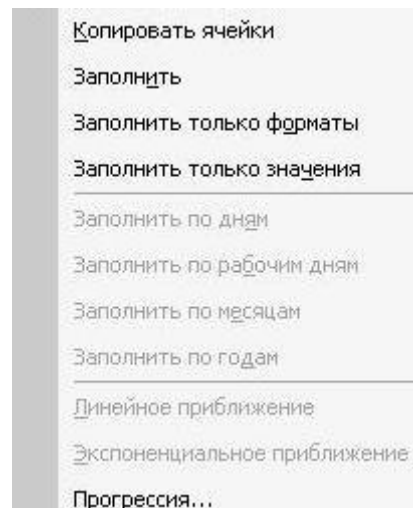 Копировать ячейки
Заполнить
Заполнить только форматы
Заполнить только значения
Заполнить по дням
Заполнить по рабочим дням
Заполнить по месяцам
Заполнить по годам
Линейное приближение
Экспоненциальное приближение
Прогрессия...